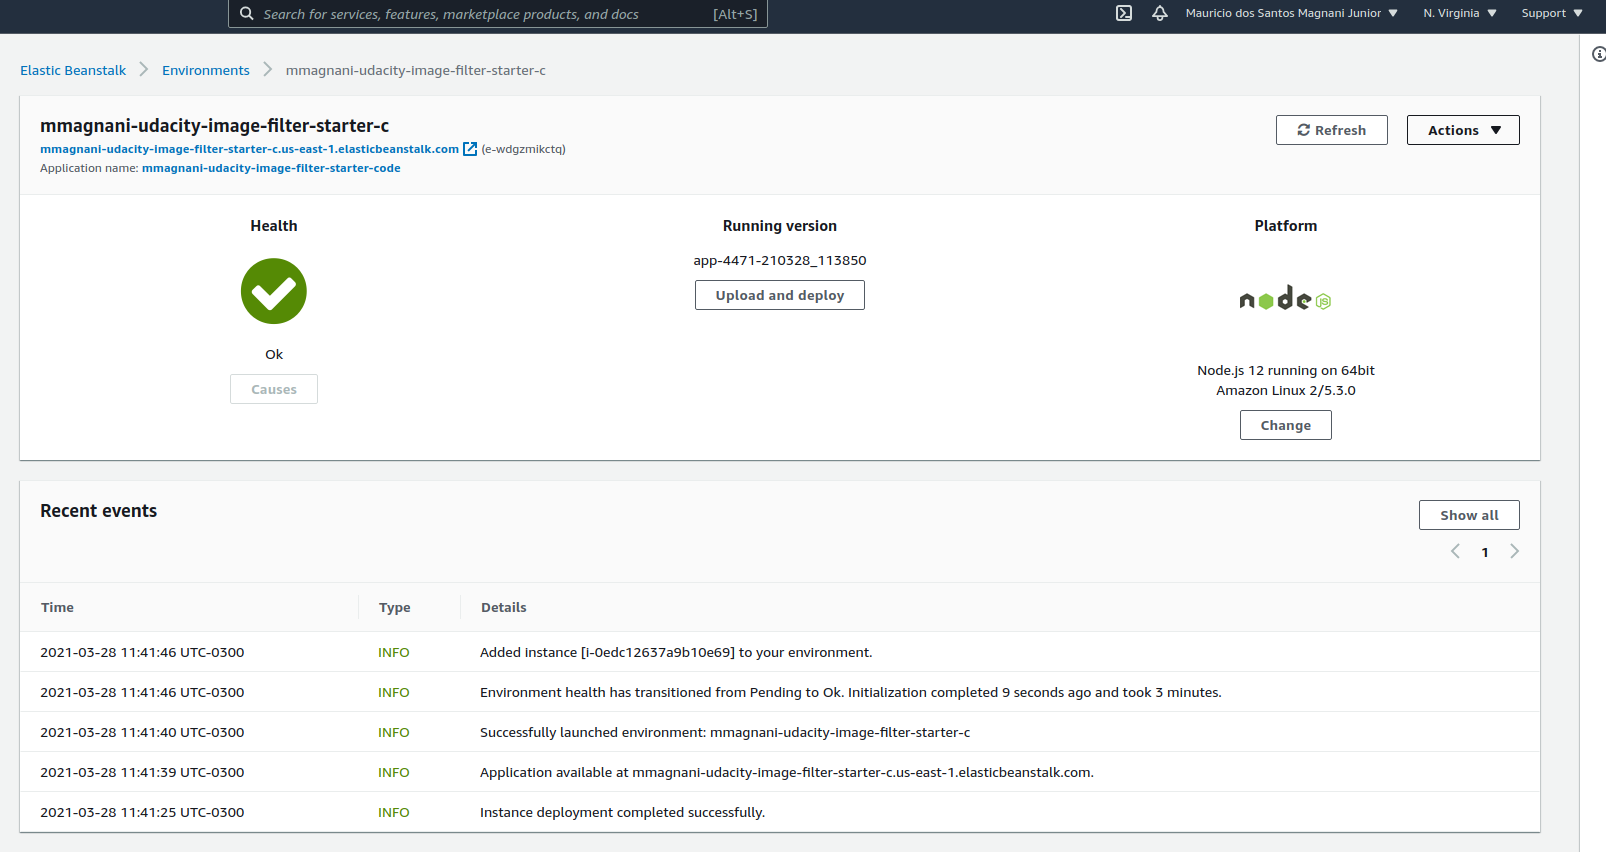 Search for services, features, marketplace products, and docs [Alt+S] Mauricio dos Santos Magnani Junior N. Virginia Support
Elastic Beanstalk Environments mmagnani-udacity-image-filter-starter-c
mmagnani-udacity-image-filter-starter-c
Refresh Actions
mmagnani-udacity-image-filter-starter-c.us-east-1.elasticbeanstalk.com (e-wdgzmikctq)
Application name: mmagnani-udacity-image-filter-starter-code
Health
Ok
Causes
Running version
app-4471-210328_113850
Upload and deploy
Platform
node JS
Node.js 12 running on 64bit
Amazon Linux 2/5.3.0
Change
Recent events
Show all
1
Time Type Details
2021-03-28 11:41:46 UTC-0300 INFO Added instance [i-0edc12637a9b10e69] to your environment.
2021-03-28 11:41:46 UTC-0300 INFO Environment health has transitioned from Pending to Ok. Initialization completed 9 seconds ago and took 3 minutes.
2021-03-28 11:41:40 UTC-0300 INFO Successfully launched environment: mmagnani-udacity-image-filter-starter-c
2021-03-28 11:41:39 UTC-0300 INFO Application available at mmagnani-udacity-image-filter-starter-c.us-east-1.elasticbeanstalk.com.
2021-03-28 11:41:25 UTC-0300 INFO Instance deployment completed successfully.